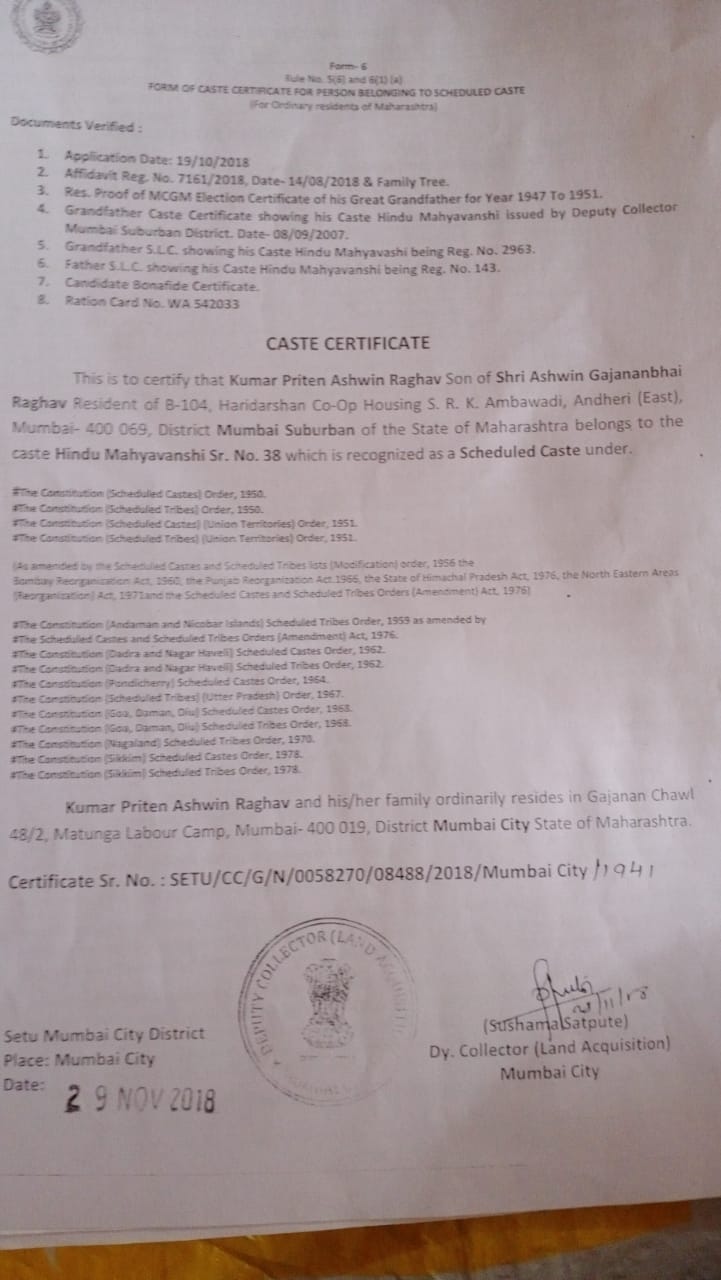 Form- 6
Rule No. 5(6) and 6(1) (a)
FORM OF CASTE CERTIFICATE FOR PERSON BELONGING TO SCHEDULED CASTE
(For Ordinary residents of Maharashtra)
Documents Verified :
1. Application Date: 19/10/2018
2. Affidavit Reg. No. 7161/2018, Date- 14/08/2018 & Family Tree.
3. Res. Proof of MCGM Election Certificate of his Great Grandfather for Year 1947 To 1951.
4. Grandfather Caste Certificate showing his Caste Hindu Mahyavanshi issued by Deputy Collector
Mumbai Suburban District. Date- 08/09/2007.
5. Grandfather S.L.C. showing his Caste Hindu Mahyavashi being Reg. No. 2963.
6. Father S.L.C. showing his Caste Hindu Mahyavanshi being Reg. No. 143.
7. Candidate Bonafide Certificate.
8. Ration Card No. WA 542033
CASTE CERTIFICATE
This is to certify that Kumar Priten Ashwin Raghav Son of Shri Ashwin Gajananbhai
Raghav Resident of B-104, Haridarshan Co-Op Housing S. R. K. Ambawadi, Andheri (East),
Mumbai- 400 069, District Mumbai Suburban of the State of Maharashtra belongs to the
caste Hindu Mahyavanshi Sr. No. 38 which is recognized as a Scheduled Caste under.
#The Constitution (Scheduled Castes) Order, 1950.
#The Constitution (Scheduled Tribes) Order, 1950.
#The Constitution (Scheduled Castes) (Union Territories) Order, 1951.
#The Constitution (Scheduled Tribes) (Union Territories) Order, 1951.
(As amended by the Scheduled Castes and Scheduled Tribes lists (Modification) order, 1956 the
Bombay Reorganization Act, 1960, the Punjab Reorganization Act.1966, the State of Himachal Pradesh Act, 1976, the North Eastern Areas
(Reorganization) Act, 1971and the Scheduled Castes and Scheduled Tribes Orders (Amendment) Act, 1976)
#The Constitution (Andaman and Nicobar Islands) Scheduled Tribes Order, 1959 as amended by
#The Scheduled Castes and Scheduled Tribes Orders (Amendment) Act, 1976.
#The Constitution (Dadra and Nagar Haveli) Scheduled Castes Order, 1962.
#The Constitution (Dadra and Nagar Haveli) Scheduled Tribes Order, 1962.
#The Constitution (Pondicherry) Scheduled Castes Order, 1964.
#The Constitution (Scheduled Tribes) (Utter Pradesh) Order, 1967.
#The Constitution (Goa, Daman, Diu) Scheduled Castes Order, 1968.
#The Constitution (Goa, Daman, Diu) Scheduled Tribes Order, 1968.
#The Constitution (Nagaland) Scheduled Tribes Order, 1970.
#The Constitution (Sikkim) Scheduled Castes Order, 1978.
#The Constitution (Sikkim) Scheduled Tribes Order, 1978.
Kumar Priten Ashwin Raghav and his/her family ordinarily resides in Gajanan Chawl
48/2, Matunga Labour Camp, Mumbai- 400 019, District Mumbai City State of Maharashtra.
Certificate Sr. No. : SETU/CC/G/N/0058270/08488/2018/Mumbai City /1941
DEPUTY COLLECTOR (LAND
(Sushama Satpute)
Dy. Collector (Land Acquisition)
Mumbai City
Setu Mumbai City District
Place: Mumbai City
Date: 29 NOV 2018